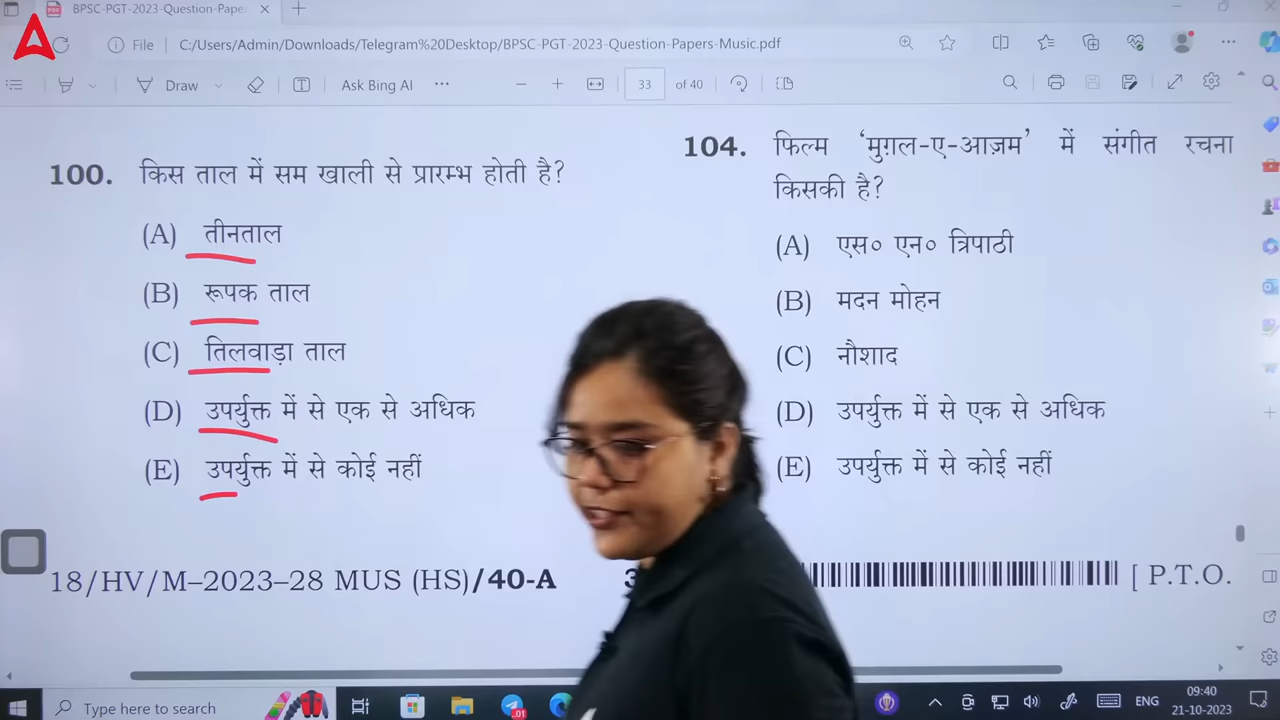 BPSC-PGT-2023-Question-Pape
File
C:/Users/Admin/Downloads/Telegram%20Desktop/BPSC-PGT-2023-Question-Papers-Music.pdf
Draw
Ask Bing AI
33
of 40
100. किस ताल में सम खाली से प्रारम्भ होती है?
(A) तीनताल
(B) रूपक ताल
(C) तिलवाड़ा ताल
(D) उपर्युक्त में से एक से अधिक
(E) उपर्युक्त में से कोई नहीं
104. फिल्म ‘मुग़ल-ए-आज़म’ में संगीत रचना
किसकी है?
(A) एस० एन० त्रिपाठी
(B) मदन मोहन
(C) नौशाद
(D) उपर्युक्त में से एक से अधिक
(E) उपर्युक्त में से कोई नहीं
18/HV/M–2023–28 MUS (HS)/40-A
[ P.T.O.
Type here to search
ENG
09:40
21-10-2023